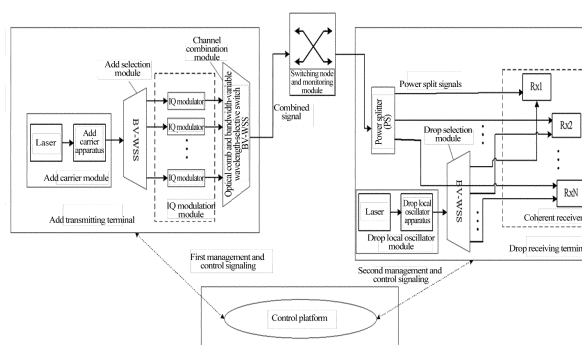 Channel
combination
module
Add selection
module
BV-WSS
IQ modulator
IQ modulator
IQ modulator
Optical comb and bandwidth-variable
wavelength-selective switch
BV-WSS
Laser
Add
carrier
apparatus
Add carrier module
IQ modulation
module
Add transmitting terminal
Combined
signal
Switching node
and monitoring
module
Power splitter
(PS)
Power split signals
Drop selection
module
BV-WSS
Rx1
Rx2
RxN
Coherent receiver
Laser
Drop local
oscillator
apparatus
Drop local oscillator
module
Drop receiving termin
First management and
control signaling
Second management and
control signaling
Control platform